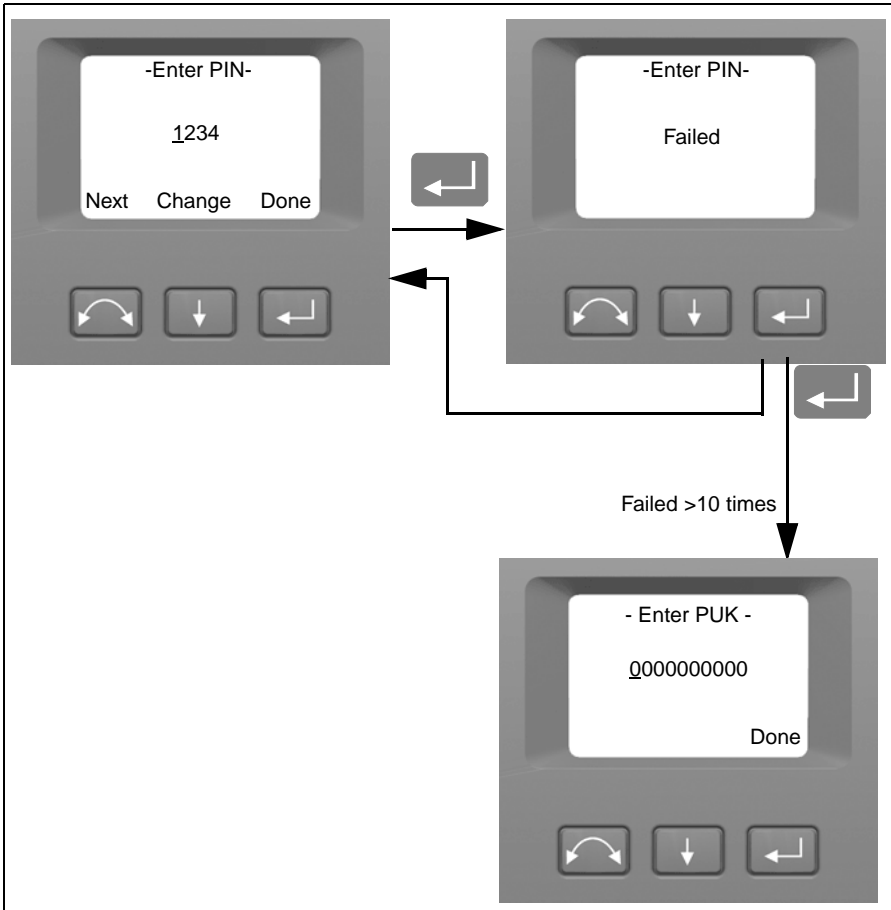 -Enter PIN-
1234
Next Change Done
-Enter PIN-
Failed
Failed >10 times
- Enter PUK -
0000000000
Done